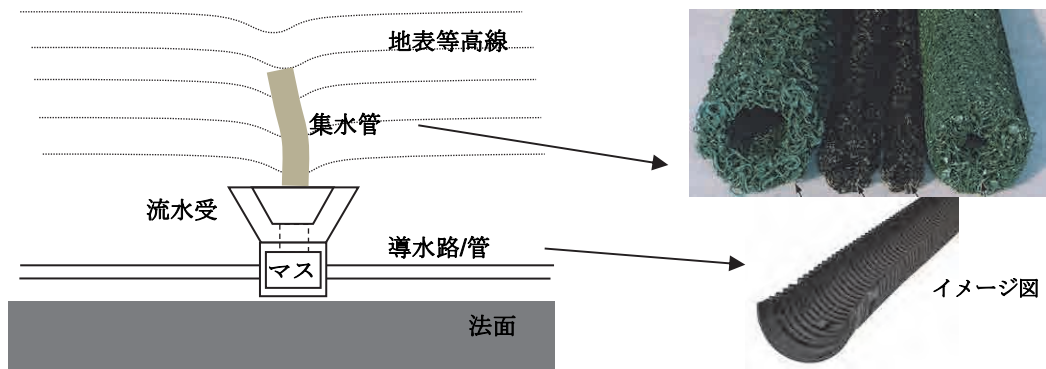 地表等高線
集水管
流水受
導水路/管
マス
イメージ図
法面